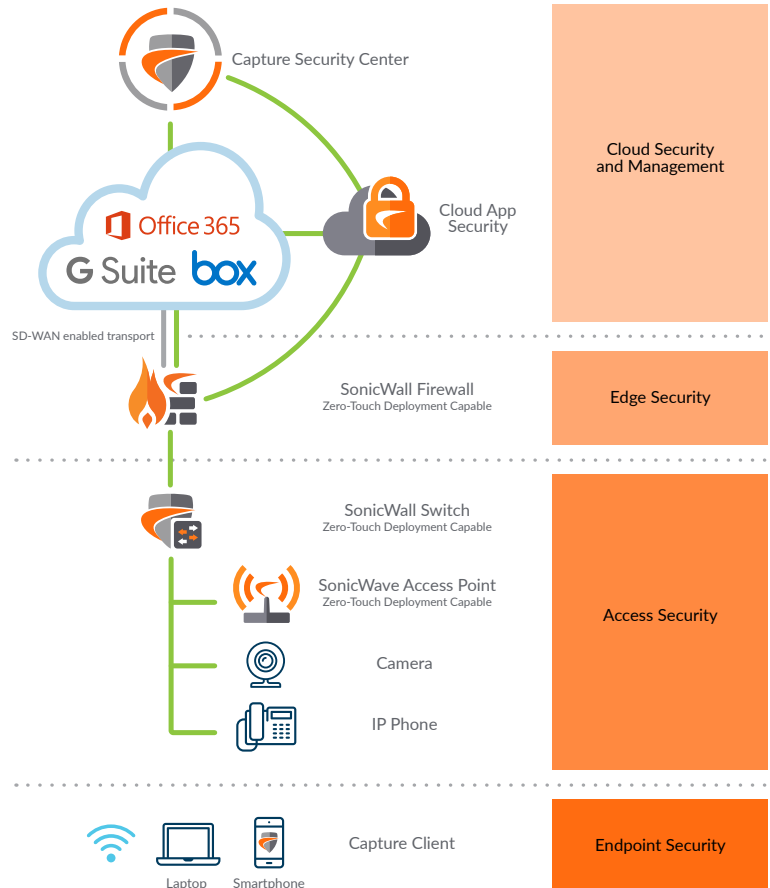 Capture Security Center
Cloud Security
and Management
Office 365
G Suite box
Cloud App
Security
SD-WAN enabled transport
SonicWall Firewall
Zero-Touch Deployment Capable
Edge Security
SonicWall Switch
Zero-Touch Deployment Capable
SonicWave Access Point
Zero-Touch Deployment Capable
Access Security
Camera
IP Phone
Capture Client
Endpoint Security
Laptop
Smartphone